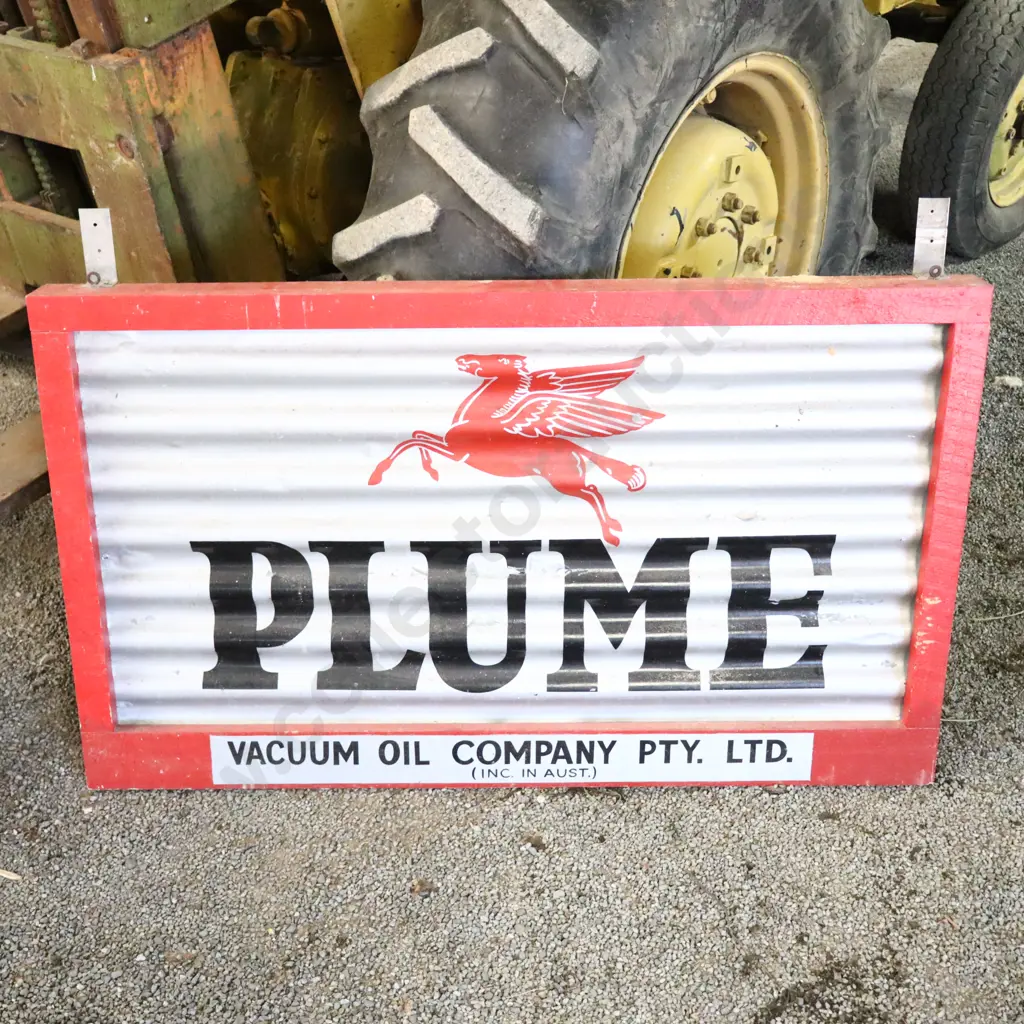 PLUME
VACUUM OIL COMPANY PTY. LTD.
(INC. IN AUST.)